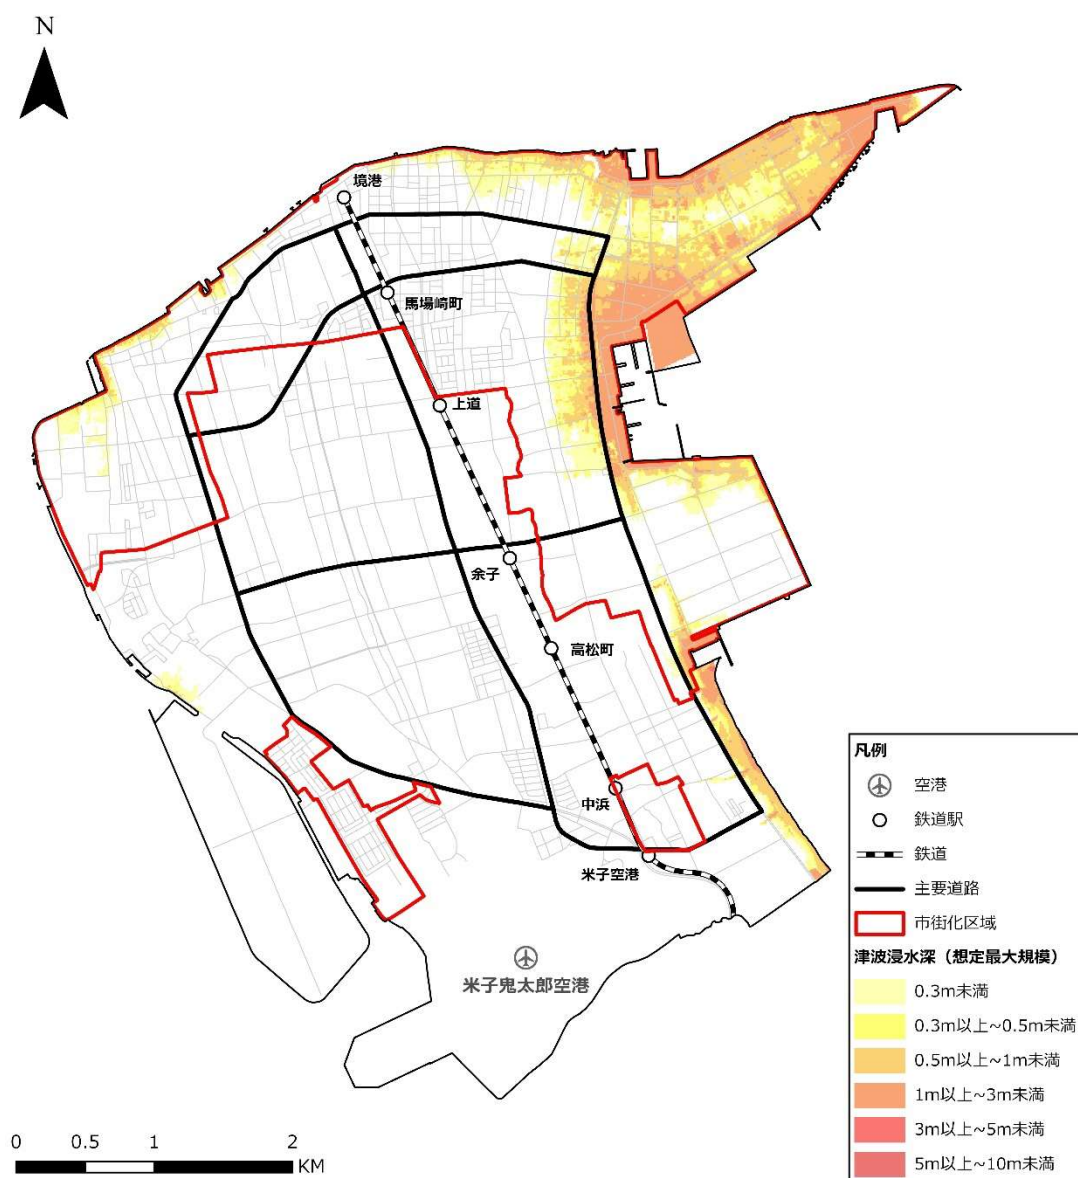 N
境港
馬場崎町
上道
余子
高松町
中浜
米子空港
米子鬼太郎空港
凡例
空港
鉄道駅
鉄道
主要道路
市街化区域
津波浸水深（想定最大規模）
0.3m未満
0.3m以上~0.5m未満
0.5m以上~1m未満
1m以上~3m未満
3m以上~5m未満
5m以上~10m未満
0 0.5 1 2
KM